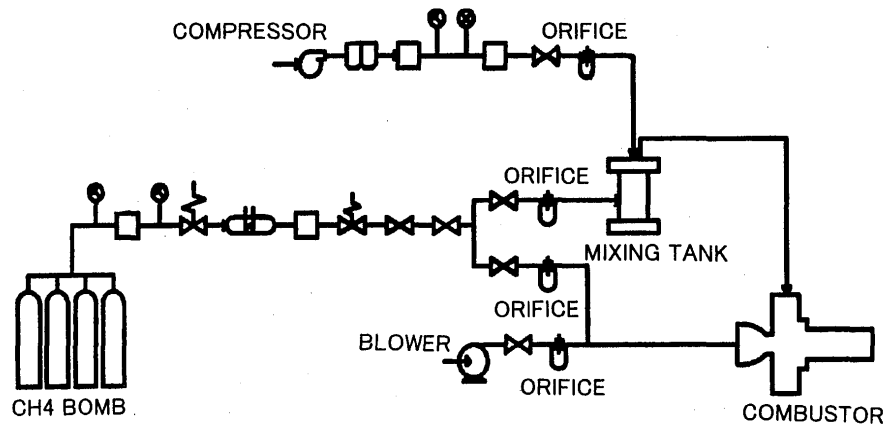 COMPRESSOR
ORIFICE
ORIFICE
MIXING TANK
ORIFICE
BLOWER
ORIFICE
CH4 BOMB
COMBUSTOR